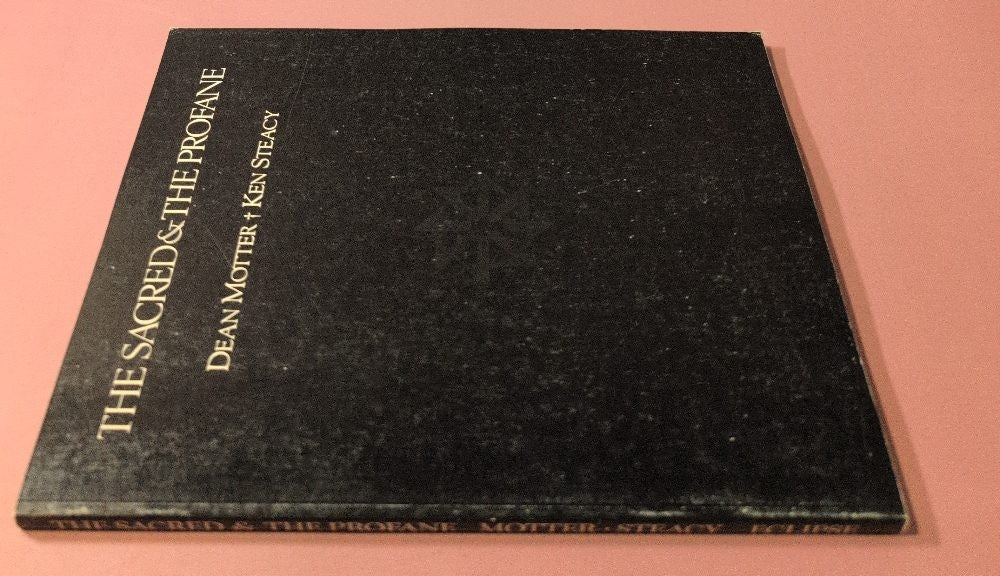 THE SACRED & THE PROFANE
DEAN MOTTER † KEN STEACY
THE SACRED & THE PROFANE MOTTER · STEACY ECLIPSE